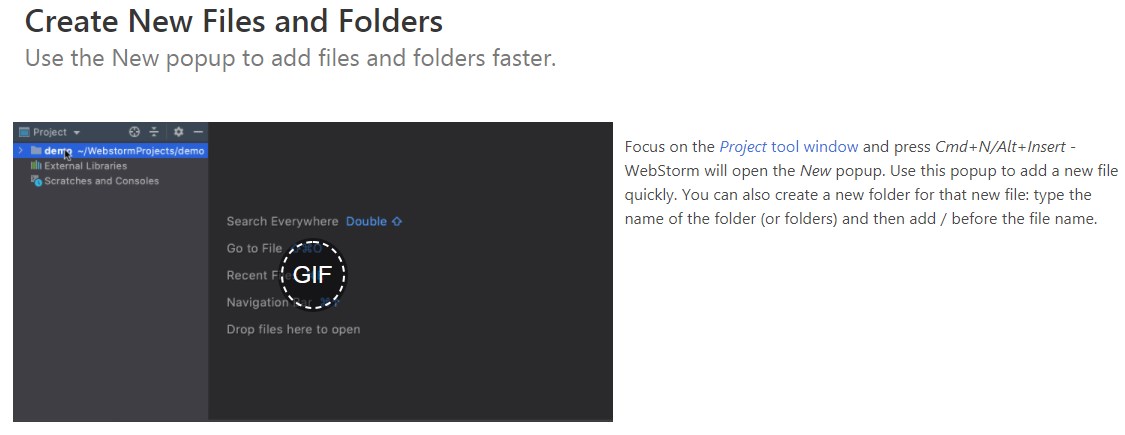 Create New Files and Folders
Use the New popup to add files and folders faster.
Project
demo ~/WebstormProjects/demo
External Libraries
Scratches and Consoles
Search Everywhere Double ⇧
Go to File
Recent
Navigation
Drop files here to open
GIF
Focus on the Project tool window and press Cmd+N/Alt+Insert -
WebStorm will open the New popup. Use this popup to add a new file
quickly. You can also create a new folder for that new file: type the
name of the folder (or folders) and then add / before the file name.